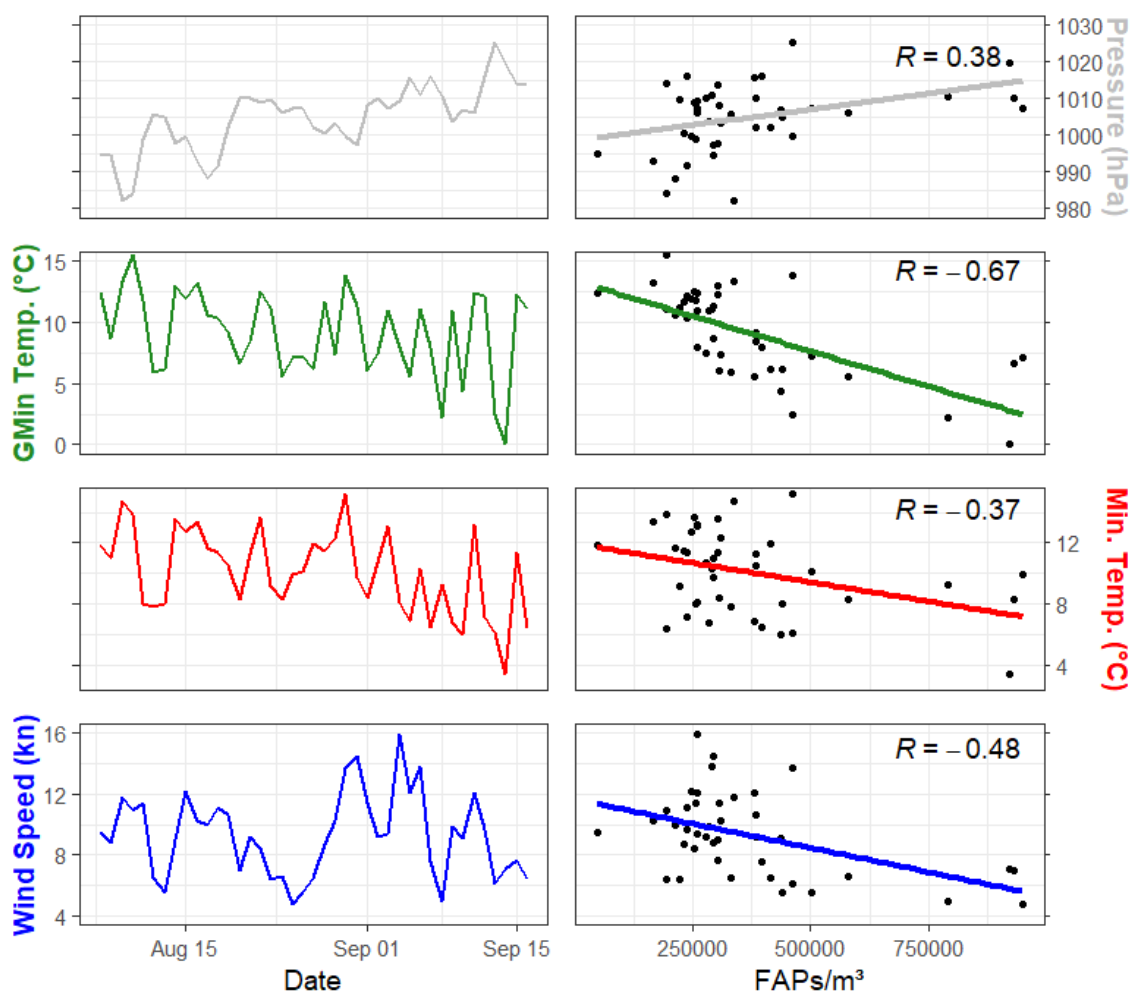 1030
1020
1010
1000
990
980
Pressure (hPa)
R = 0.38
GMin Temp. (°C)
15
10
5
0
R = −0.67
R = −0.37
12
8
4
Min. Temp. (°C)
Wind Speed (kn)
16
12
8
4
R = −0.48
Aug 15 Sep 01 Sep 15
250000 500000 750000
Date
FAPs/m³